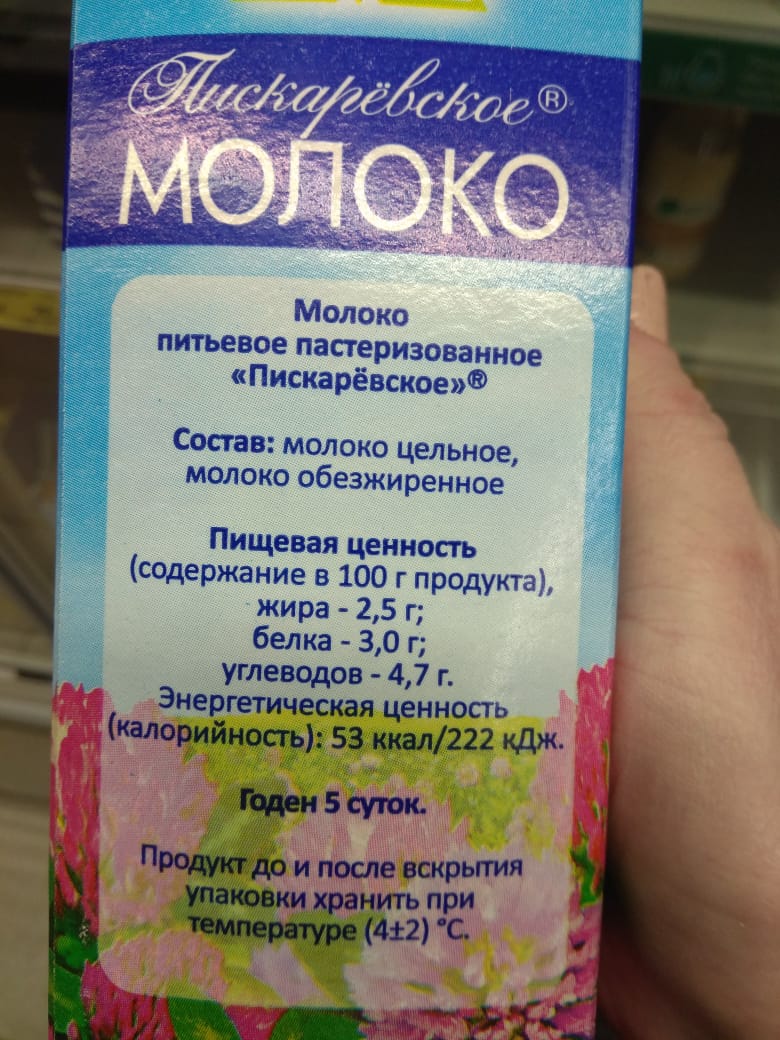 Пискарёвское®
МОЛОКО
Молоко
питьевое пастеризованное
«Пискарёвское»®
Состав: молоко цельное,
молоко обезжиренное
Пищевая ценность
(содержание в 100 г продукта),
жира - 2,5 г;
белка - 3,0 г;
углеводов - 4,7 г.
Энергетическая ценность
(калорийность): 53 ккал/222 кДж.
Годен 5 суток.
Продукт до и после вскрытия
упаковки хранить при
температуре (4±2) °С.